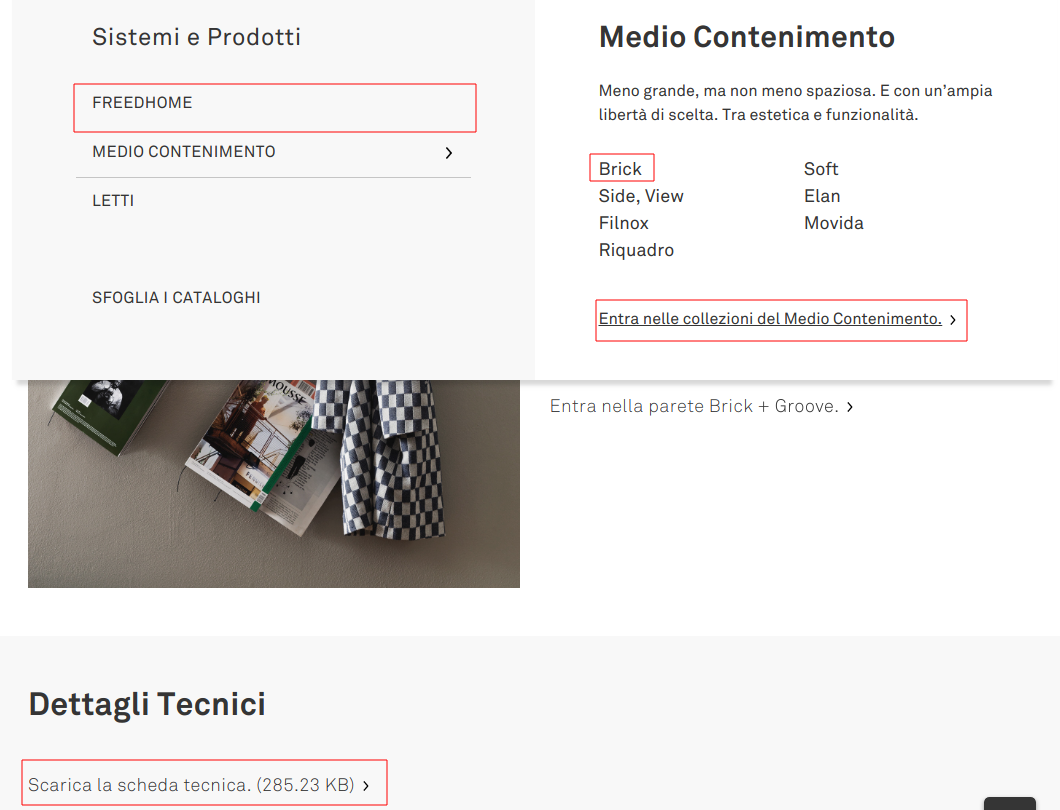 Sistemi e Prodotti
FREEDHOME
MEDIO CONTENIMENTO
LETTI
SFOGLIA I CATALOGHI
Medio Contenimento
Meno grande, ma non meno spaziosa. E con un’ampia
libertà di scelta. Tra estetica e funzionalità.
Brick
Side, View
Filnox
Riquadro
Soft
Elan
Movida
Entra nelle collezioni del Medio Contenimento.
MOUSSE
Entra nella parete Brick + Groove.
Dettagli Tecnici
Scarica la scheda tecnica. (285.23 KB)